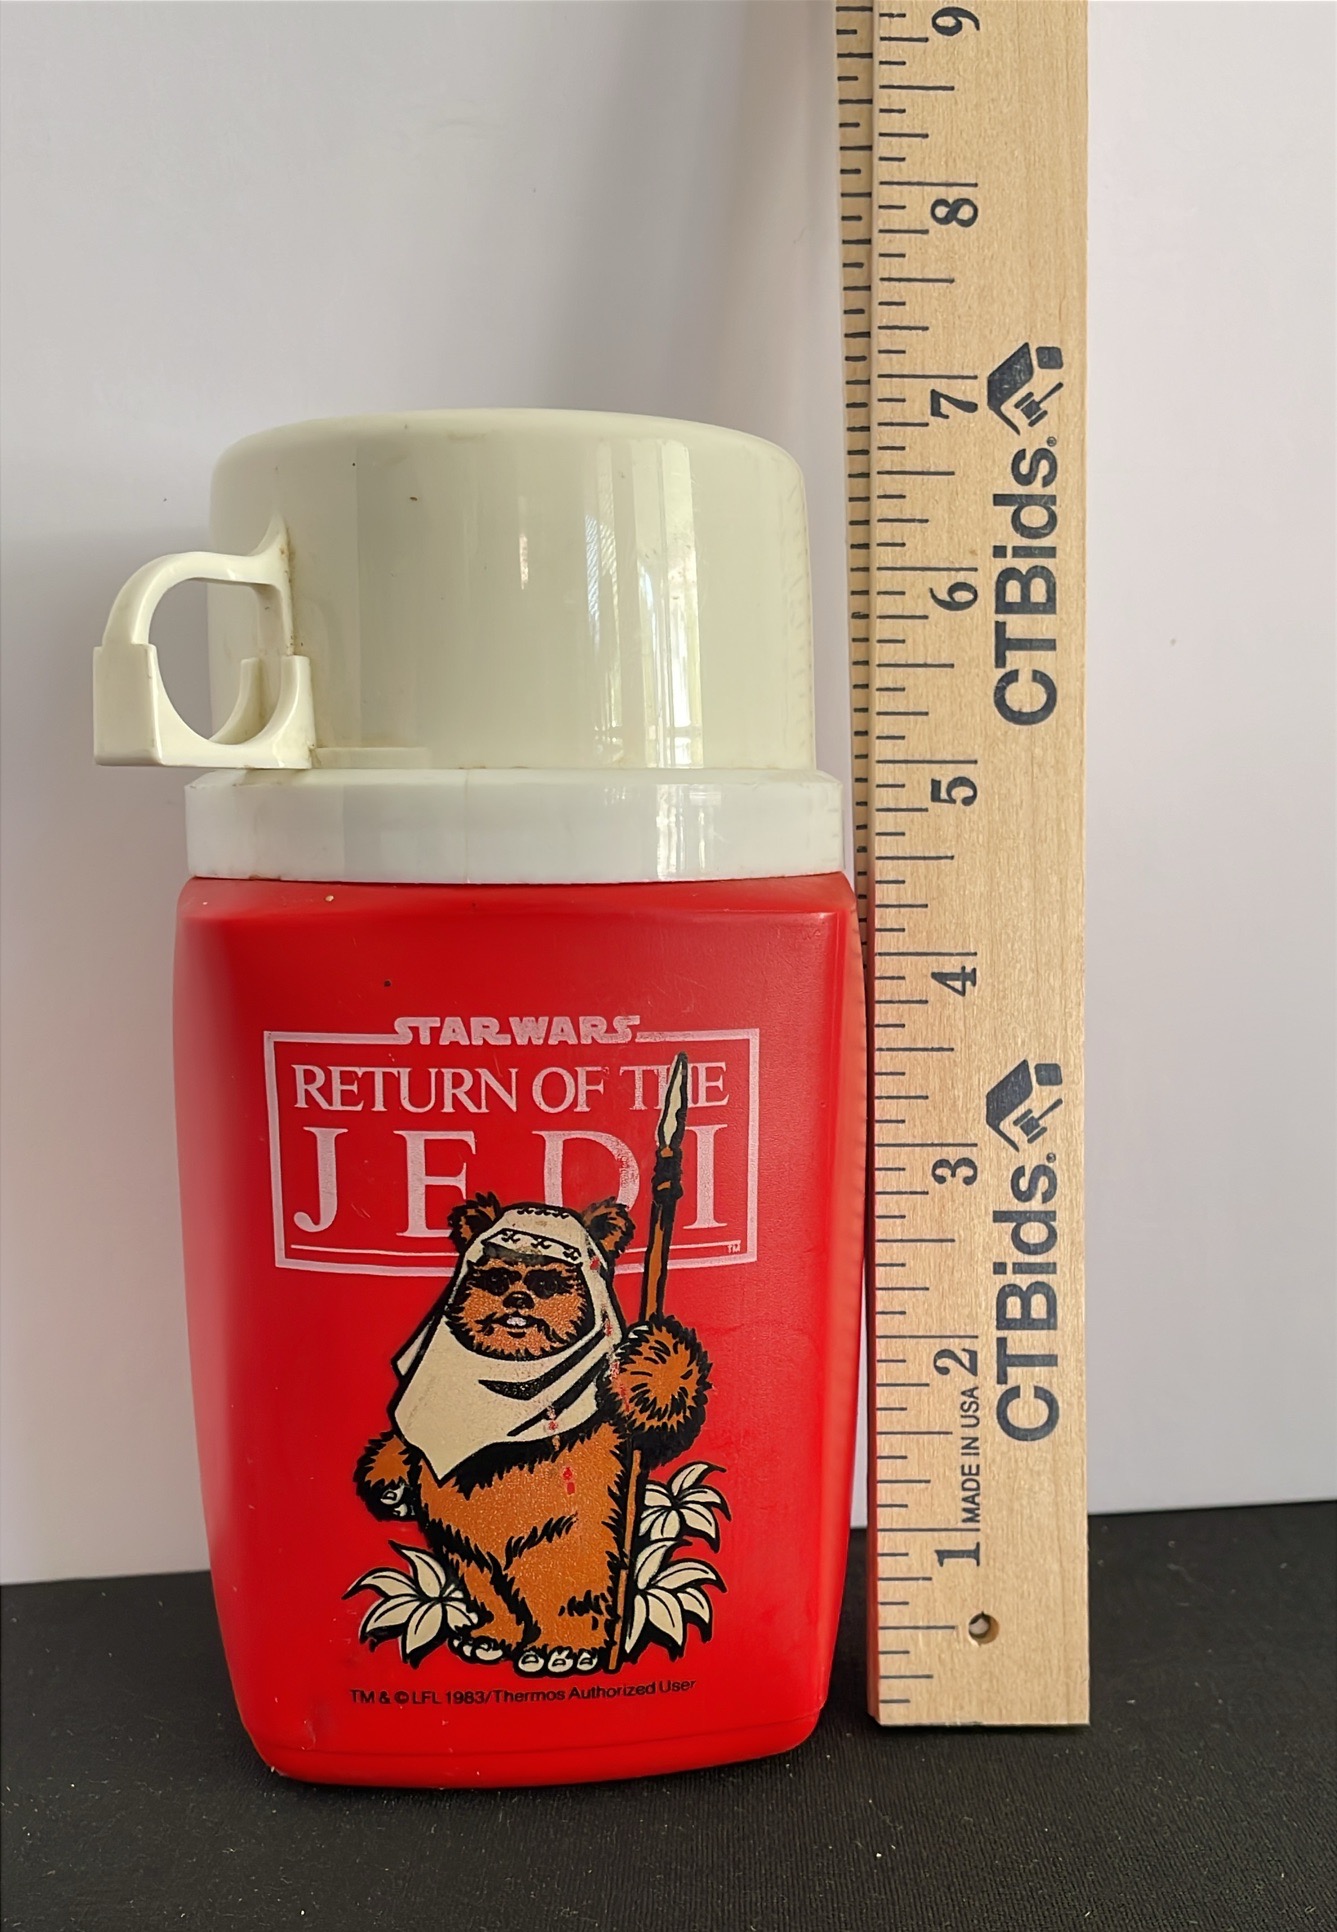 STAR WARS
RETURN OF THE
JEDI
TM
TM & © LFL 1983/Thermos Authorized User
9
8
7
6
5
4
3
2
1
MADE IN USA
CTBids.®
CTBids.®